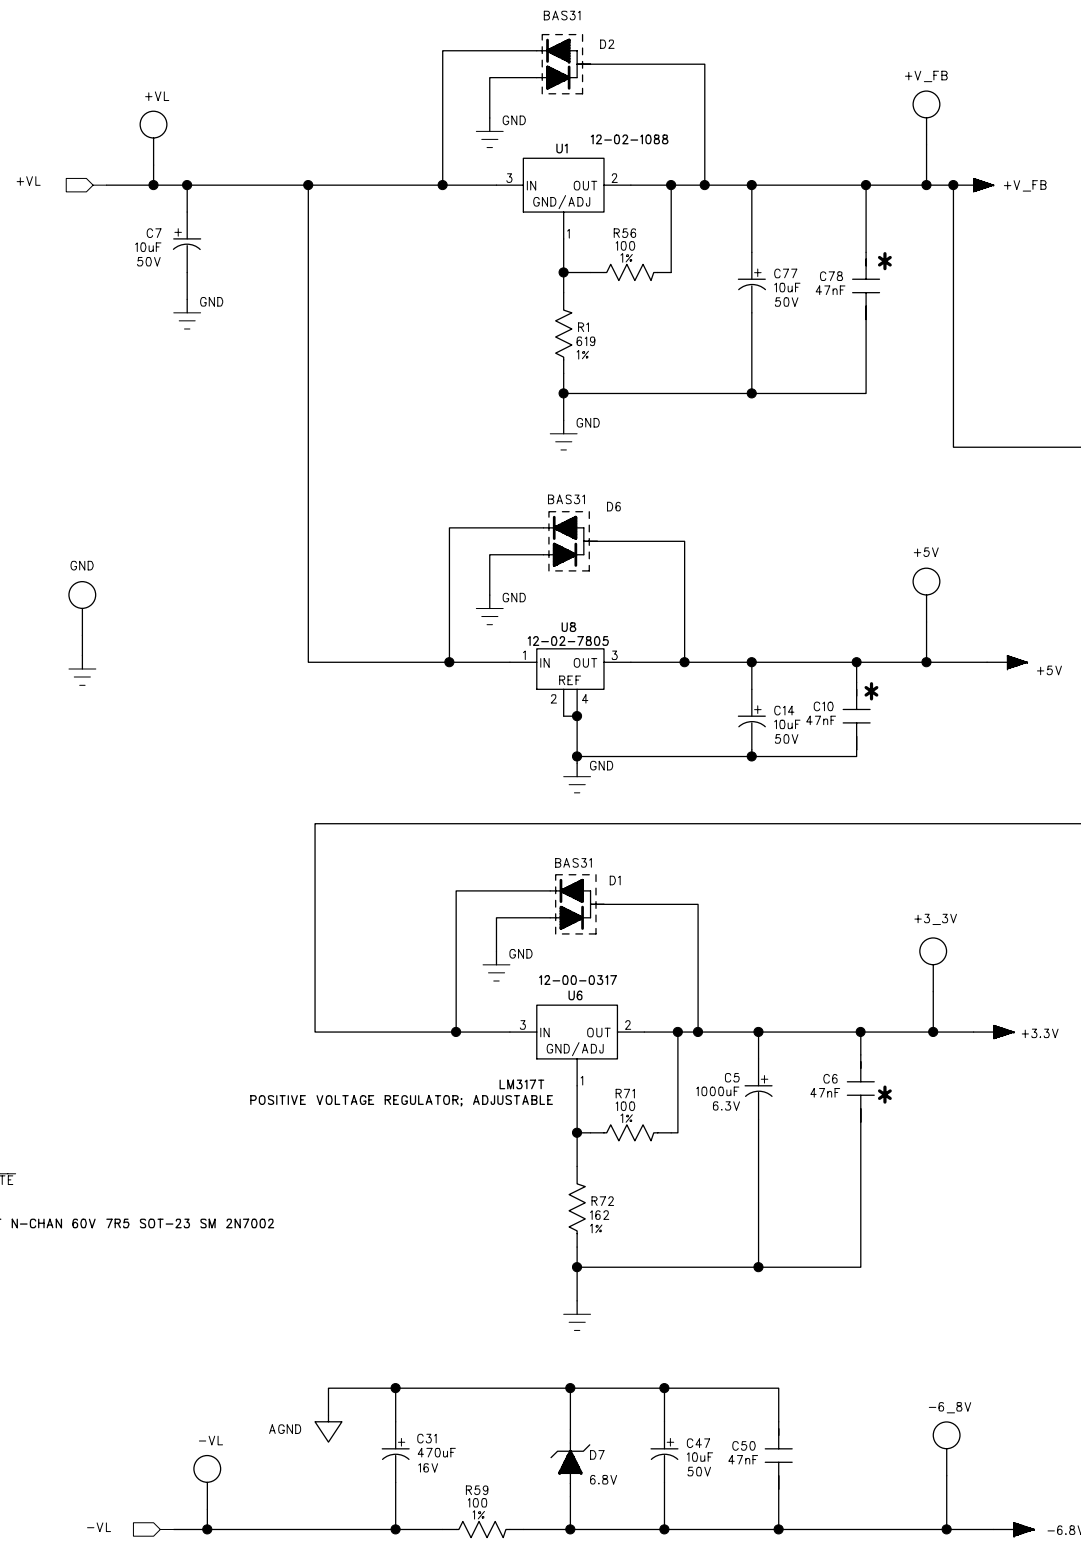 BAS31
D2
+VL
+V_FB
GND
12-02-1088
U1
+VL
3
IN
OUT
2
GND/ADJ
+V_FB
1
C7
10uF
50V
+
GND
R56
100
1%
+
C77
10uF
50V
C78
47nF
*
R1
619
1%
GND
BAS31
D6
GND
+5V
GND
U8
12-02-7805
1
IN
OUT
3
REF
2
4
+5V
+
C14
10uF
50V
C10
47nF
*
GND
BAS31
D1
+3_3V
GND
12-00-0317
U6
3
IN
OUT
2
GND/ADJ
+3.3V
1
LM317T
POSITIVE VOLTAGE REGULATOR; ADJUSTABLE
R71
100
1%
C5
1000uF
6.3V
+
C6
47nF
*
TE
R72
162
1%
N-CHAN 60V 7R5 SOT-23 SM 2N7002
AGND
-VL
+
C31
470uF
16V
D7
6.8V
+
C47
10uF
50V
C50
47nF
-6_8V
R59
100
1%
-VL
-6.8V